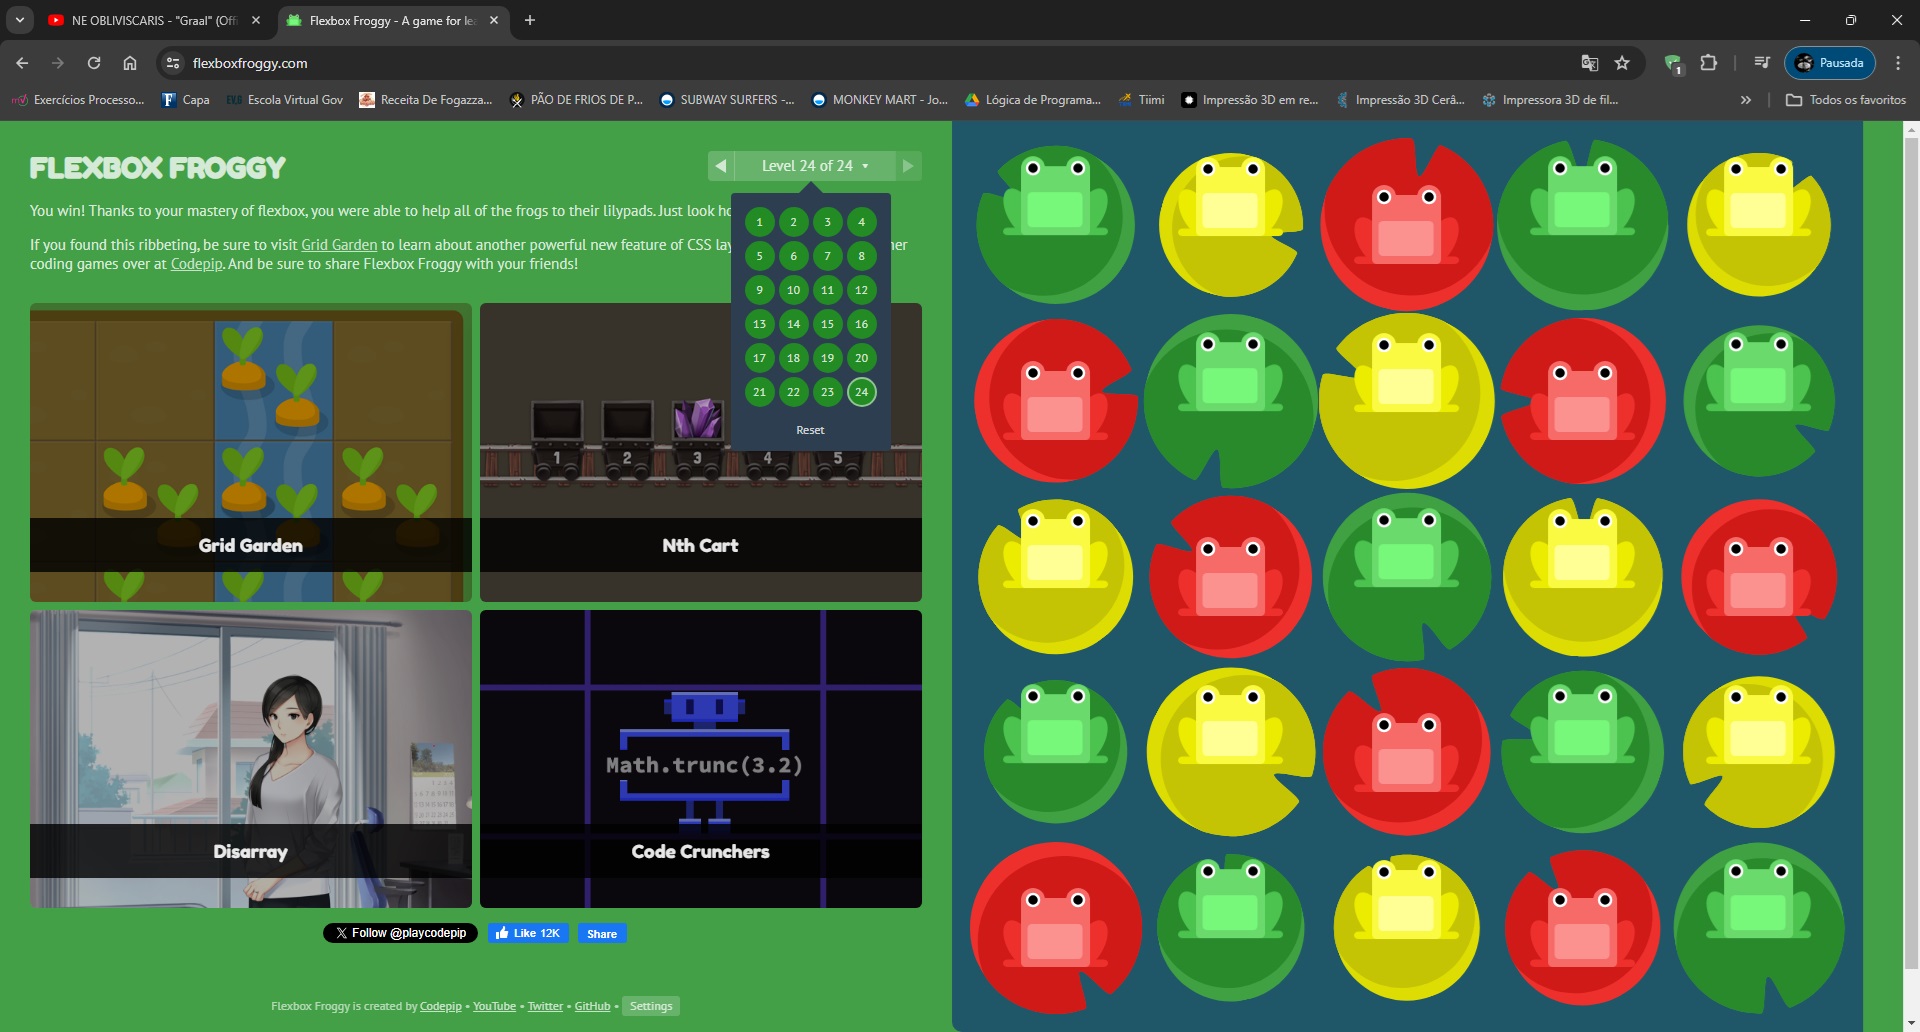 NE OBLIVISCARIS - "Graal" (Offi
Flexbox Froggy - A game for lea
flexboxfroggy.com
1
Pausada
Exercícios Processo...
Capa
Escola Virtual Gov
Receita De Fogazza...
PÃO DE FRIOS DE P...
SUBWAY SURFERS -...
MONKEY MART - Jo...
Lógica de Programa...
Tiimi
Impressão 3D em re...
Impressão 3D Cerâ...
Impressora 3D de fil...
Todos os favoritos
FLEXBOX FROGGY
Level 24 of 24
You win! Thanks to your mastery of flexbox, you were able to help all of the frogs to their lilypads. Just look
If you found this ribbeting, be sure to visit Grid Garden to learn about another powerful new feature of CSS
coding games over at Codepip. And be sure to share Flexbox Froggy with your friends!
1 2 3 4
5 6 7 8
9 10 11 12
13 14 15 16
17 18 19 20
21 22 23 24
Reset
1 2 3 4 5
Grid Garden
Nth Cart
Math.trunc(3.2)
Disarray
Code Crunchers
Follow @playcodepip
Like 12K
Share
Flexbox Froggy is created by Codepip • YouTube • Twitter • GitHub • Settings